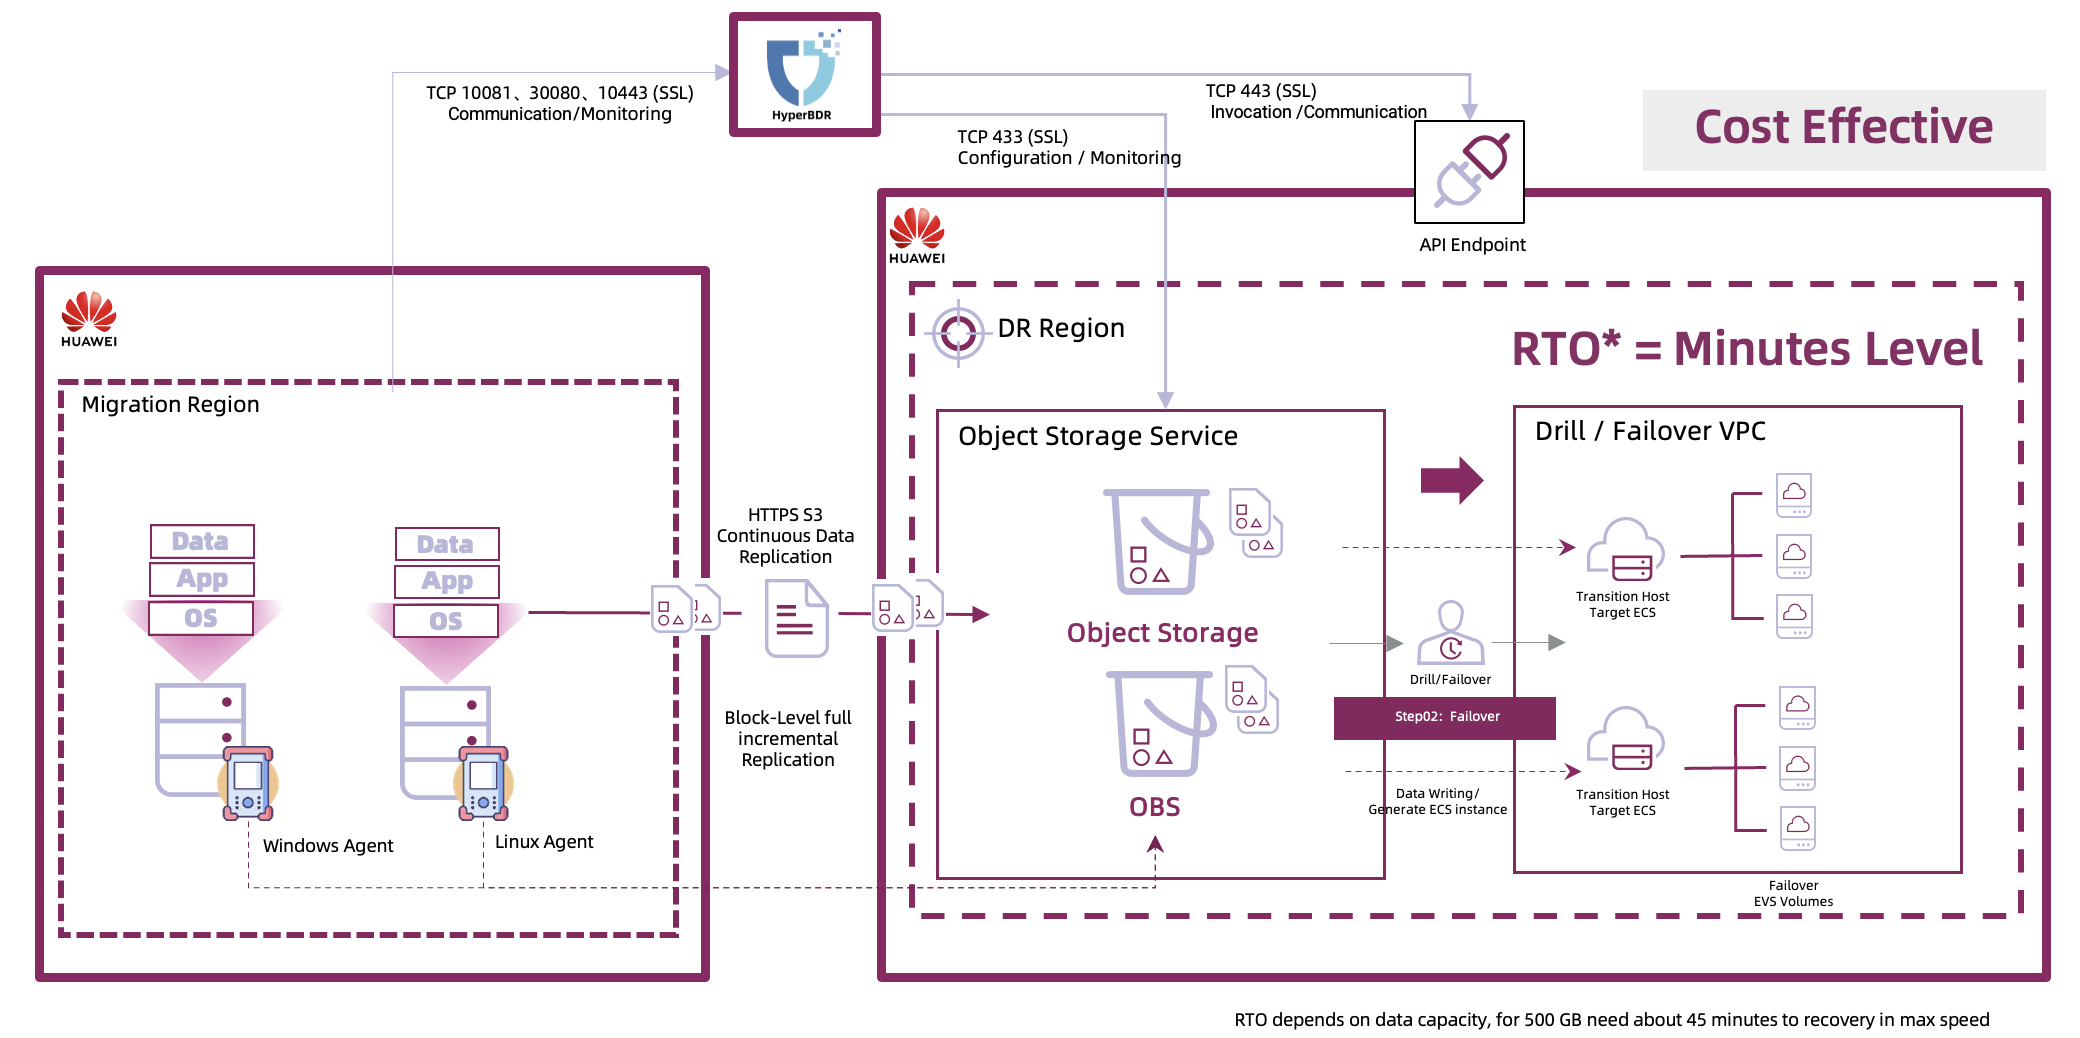 HyperBDR
TCP 10081、30080、10443 (SSL)
Communication/Monitoring
TCP 443 (SSL)
Invocation /Communication
TCP 433 (SSL)
Configuration / Monitoring
Cost Effective
API Endpoint
HUAWEI
HUAWEI
Migration Region
Data
App
OS
Data
App
OS
Windows Agent
Linux Agent
HTTPS S3
Continuous Data
Replication
Block-Level full
incremental
Replication
DR Region
RTO* = Minutes Level
Object Storage Service
Object Storage
OBS
Drill/Failover
Step02: Failover
Data Writing/
Generate ECS instance
Drill / Failover VPC
Transition Host
Target ECS
Transition Host
Target ECS
Failover
EVS Volumes
RTO depends on data capacity, for 500 GB need about 45 minutes to recovery in max speed